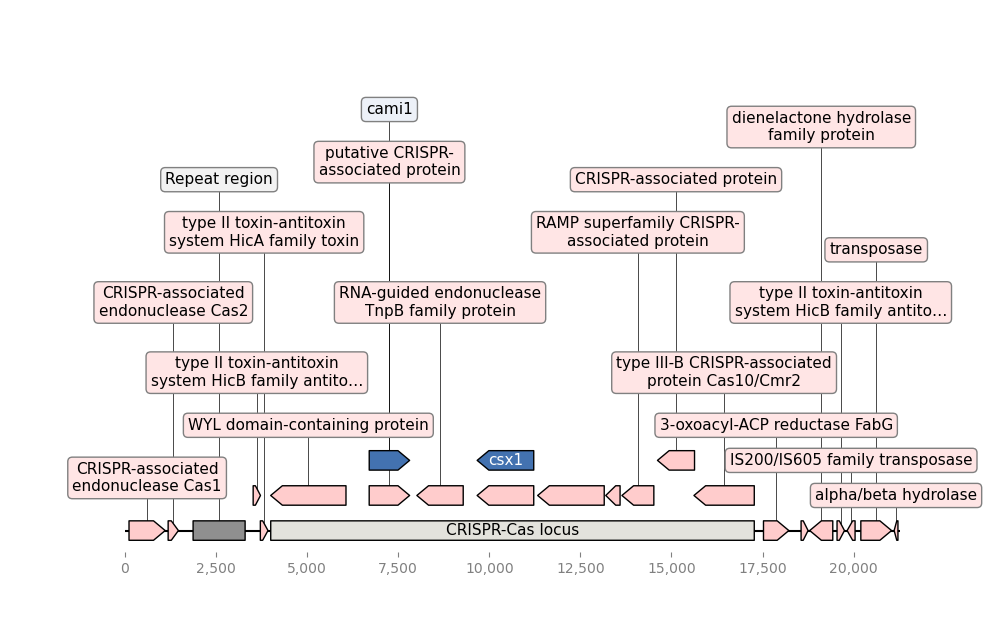 cami1
dienelactone hydrolase
family protein
putative CRISPR-
associated protein
Repeat region
CRISPR-associated protein
type II toxin-antitoxin
system HicA family toxin
RAMP superfamily CRISPR-
associated protein
transposase
CRISPR-associated
endonuclease Cas2
RNA-guided endonuclease
TnpB family protein
type II toxin-antitoxin
system HicB family antito…
type II toxin-antitoxin
system HicB family antito…
type III-B CRISPR-associated
protein Cas10/Cmr2
WYL domain-containing protein
3-oxoacyl-ACP reductase FabG
CRISPR-associated
endonuclease Cas1
csx1
IS200/IS605 family transposase
alpha/beta hydrolase
CRISPR-Cas locus
0
2,500
5,000
7,500
10,000
12,500
15,000
17,500
20,000